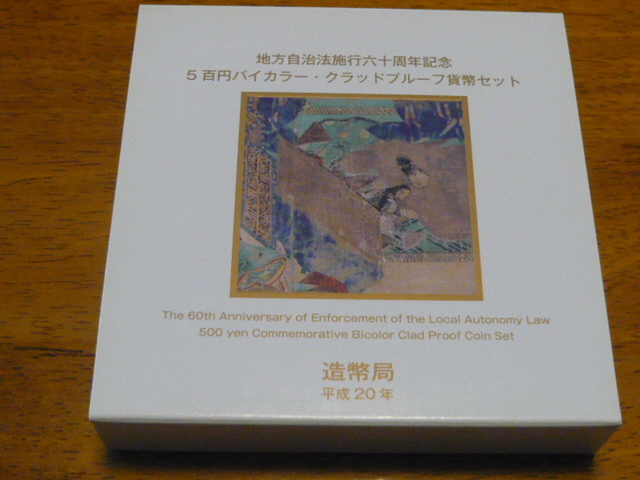 地方自治法施行六十周年記念
5百円バイカラー・クラッドプルーフ貨幣セット
The 60th Anniversary of Enforcement of the Local Autonomy Law
500 yen Commemorative Bicolor Clad Proof Coin Set
造幣局
平成20年